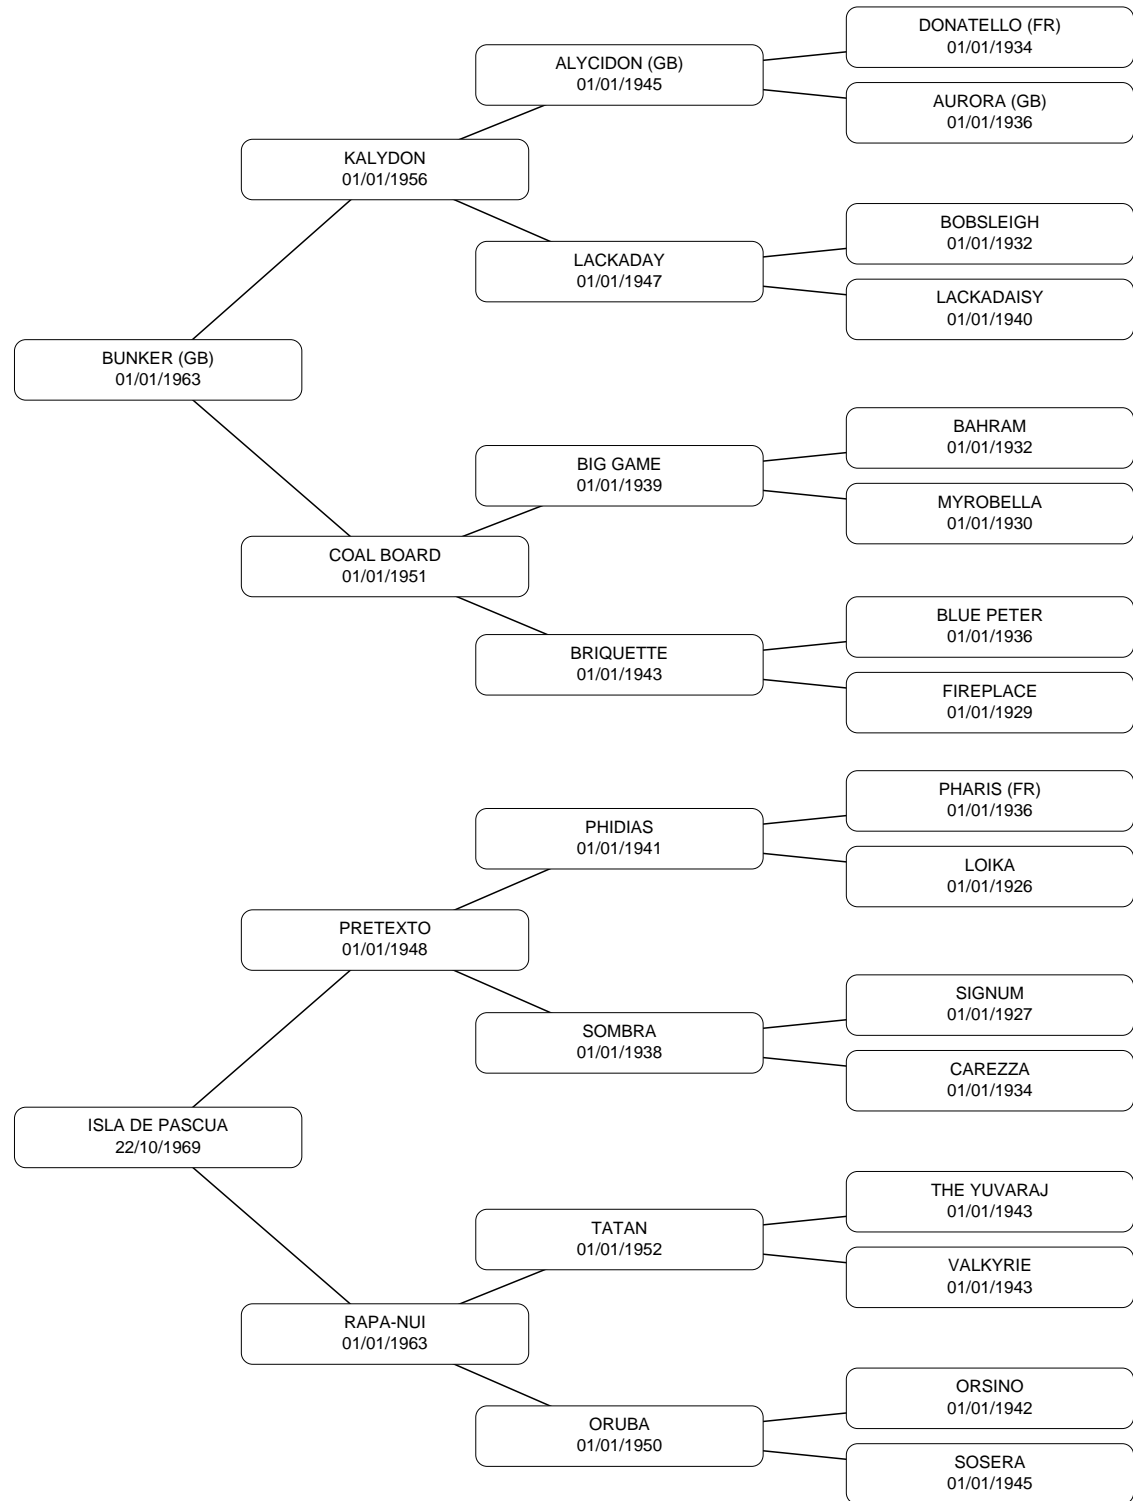 DONATELLO (FR)
01/01/1934
ALYCIDON (GB)
01/01/1945
AURORA (GB)
01/01/1936
KALYDON
01/01/1956
BOBSLEIGH
01/01/1932
LACKADAY
01/01/1947
LACKADAISY
01/01/1940
BUNKER (GB)
01/01/1963
BAHRAM
01/01/1932
BIG GAME
01/01/1939
MYROBELLA
01/01/1930
COAL BOARD
01/01/1951
BLUE PETER
01/01/1936
BRIQUETTE
01/01/1943
FIREPLACE
01/01/1929
PHARIS (FR)
01/01/1936
PHIDIAS
01/01/1941
LOIKA
01/01/1926
PRETEXTO
01/01/1948
SIGNUM
01/01/1927
SOMBRA
01/01/1938
CAREZZA
01/01/1934
ISLA DE PASCUA
22/10/1969
THE YUVARAJ
01/01/1943
TATAN
01/01/1952
VALKYRIE
01/01/1943
RAPA-NUI
01/01/1963
ORSINO
01/01/1942
ORUBA
01/01/1950
SOSERA
01/01/1945